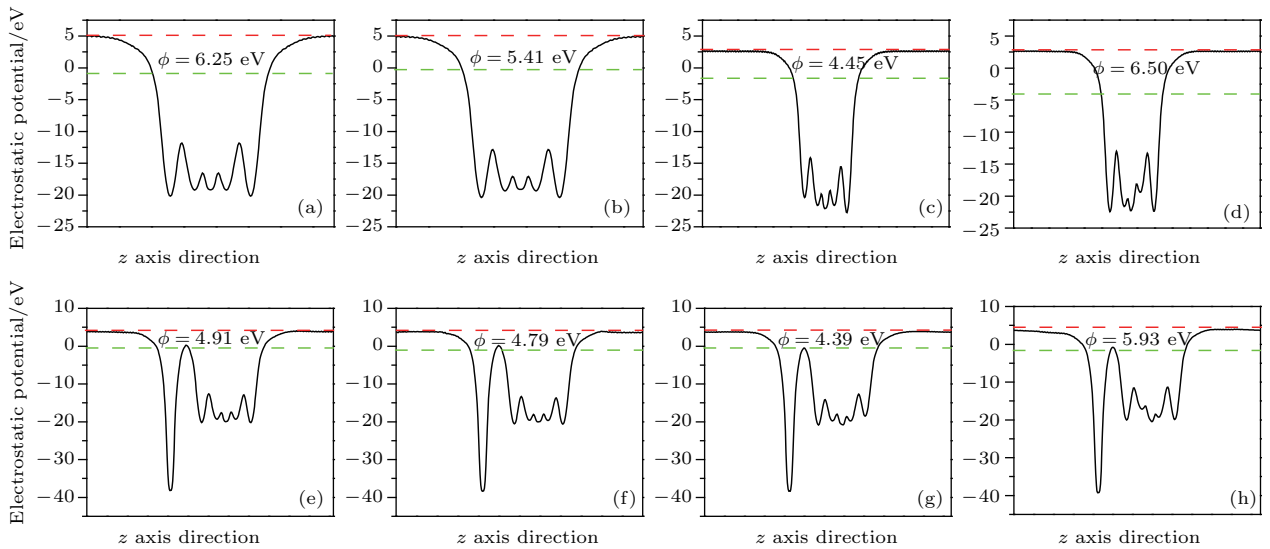 Electrostatic potential/eV
5
0
−5
−10
−15
−20
−25
ϕ = 6.25 eV
(a)
z axis direction
5
0
−5
−10
−15
−20
−25
ϕ = 5.41 eV
(b)
z axis direction
5
0
−5
−10
−15
−20
−25
ϕ = 4.45 eV
(c)
z axis direction
5
0
−5
−10
−15
−20
−25
ϕ = 6.50 eV
(d)
z axis direction
Electrostatic potential/eV
10
0
−10
−20
−30
−40
ϕ = 4.91 eV
(e)
z axis direction
10
0
−10
−20
−30
−40
ϕ = 4.79 eV
(f)
z axis direction
10
0
−10
−20
−30
−40
ϕ = 4.39 eV
(g)
z axis direction
10
0
−10
−20
−30
−40
ϕ = 5.93 eV
(h)
z axis direction